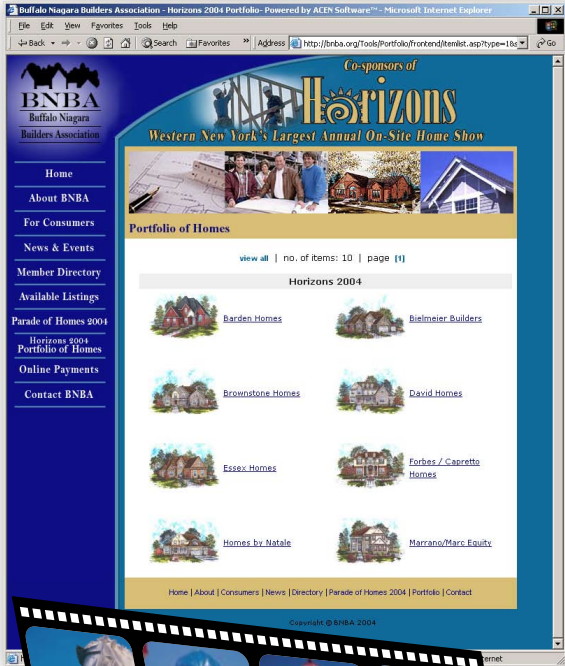 Buffalo Niagara Builders Association - Horizons 2004 Portfolio- Powered by ACEN Software™ - Microsoft Internet Explorer
File Edit View Favorites Tools Help
Back Search Favorites » Address http://bnba.org/Tools/Portfolio/frontend/itemlist.asp?type=18s Go
BNBA
Buffalo Niagara
Builders Association
Co-sponsors of
Horizons
Western New York's Largest Annual On-Site Home Show
Home
About BNBA
For Consumers
News & Events
Member Directory
Available Listings
Parade of Homes 2004
Horizons 2004
Portfolio of Homes
Online Payments
Contact BNBA
Portfolio of Homes
view all | no. of items: 10 | page [1]
Horizons 2004
Barden Homes
Bielmeier Builders
Brownstone Homes
David Homes
Essex Homes
Forbes / Capretto
Homes
Homes by Natale
Marrano/Marc Equity
Home | About | Consumers | News | Directory | Parade of Homes 2004 | Portfolio | Contact
Copyright © BNBA 2004